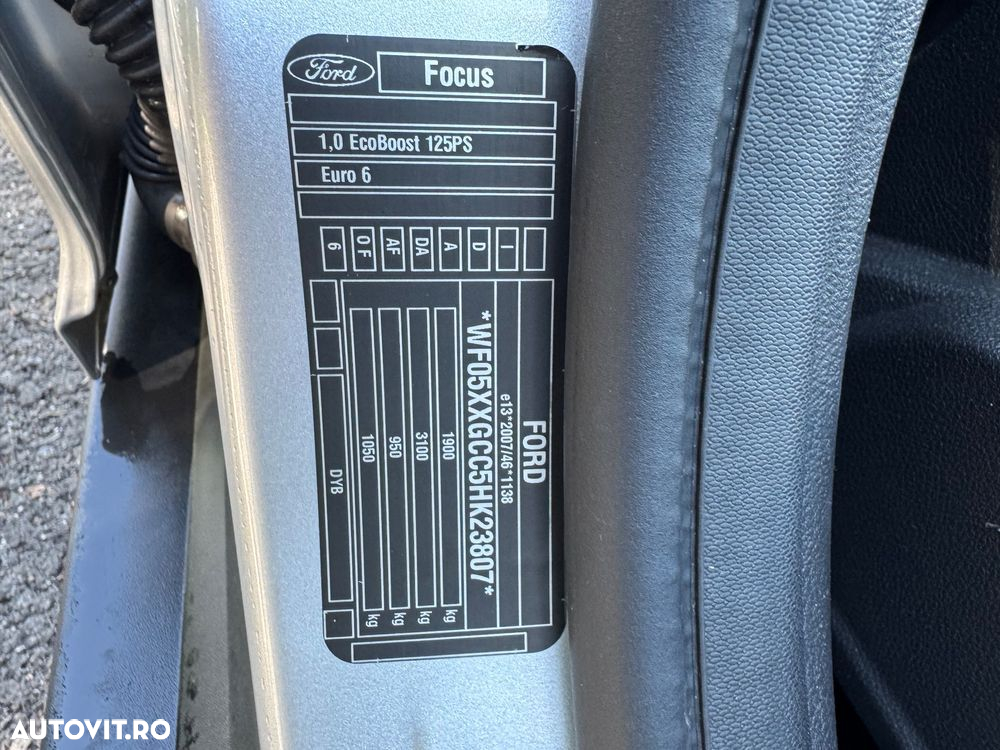 Ford
Focus
1,0 EcoBoost 125PS
Euro 6
6 OF AF DA A D I
FORD
e13*2007/46*1138
*WF05XXGCC5HK23807*
1900 kg
3100 kg
950 kg
1050 kg
DYB
AUTOVIT.RO